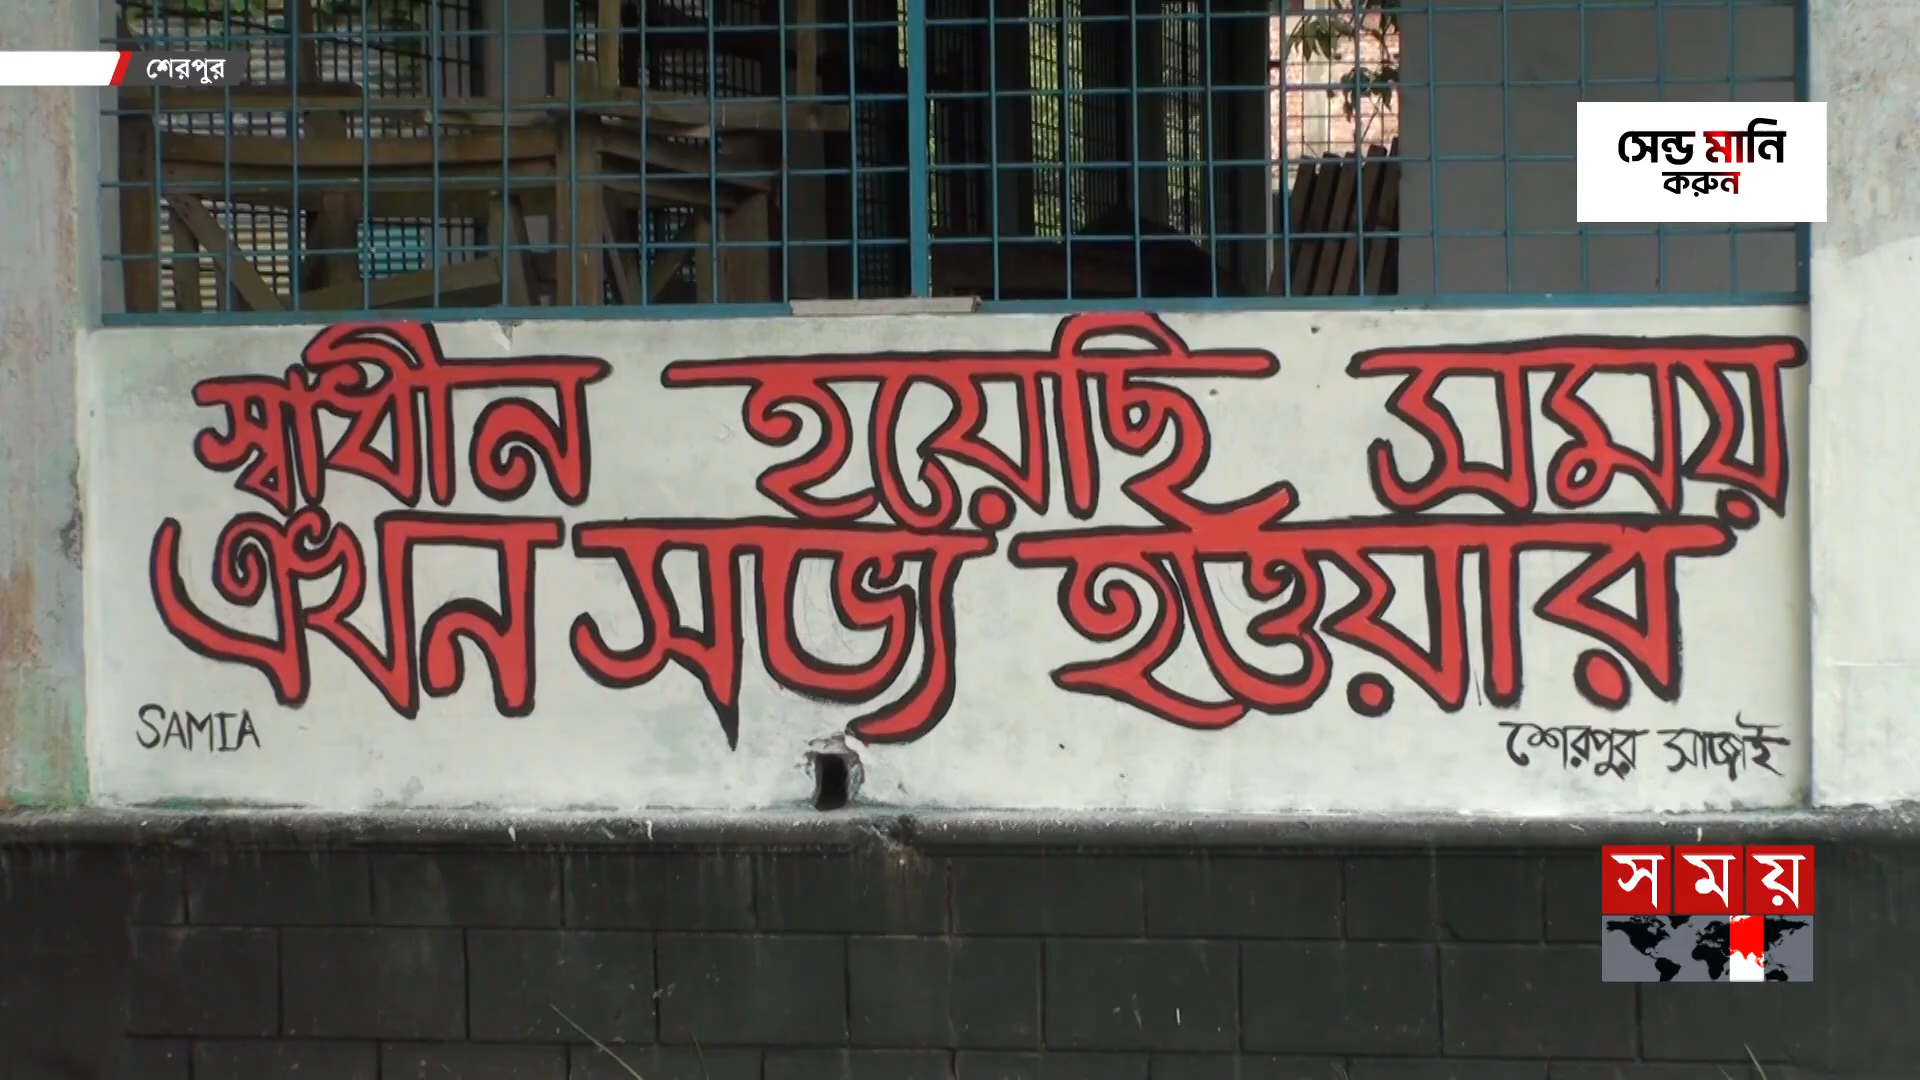 শেরপুর
সেন্ড মানি
করুন
স্বাধীন হয়েছি সময়
এখন সভ্য হওয়ার
SAMIA
শেরপুর সাজাই
সময়